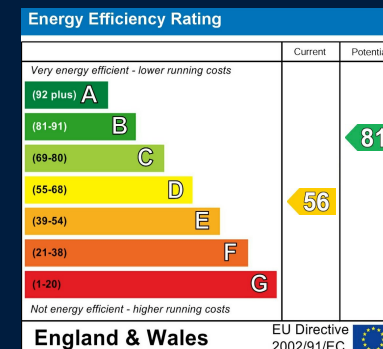 Energy Efficiency Rating
Current
Very energy efficient - lower running costs
(92 plus) A
(81-91) B
(69-80) C
81
(55-68) D
56
(39-54) E
(21-38) F
(1-20) G
Not energy efficient - higher running costs
England & Wales
EU Directive
2002/91/EC